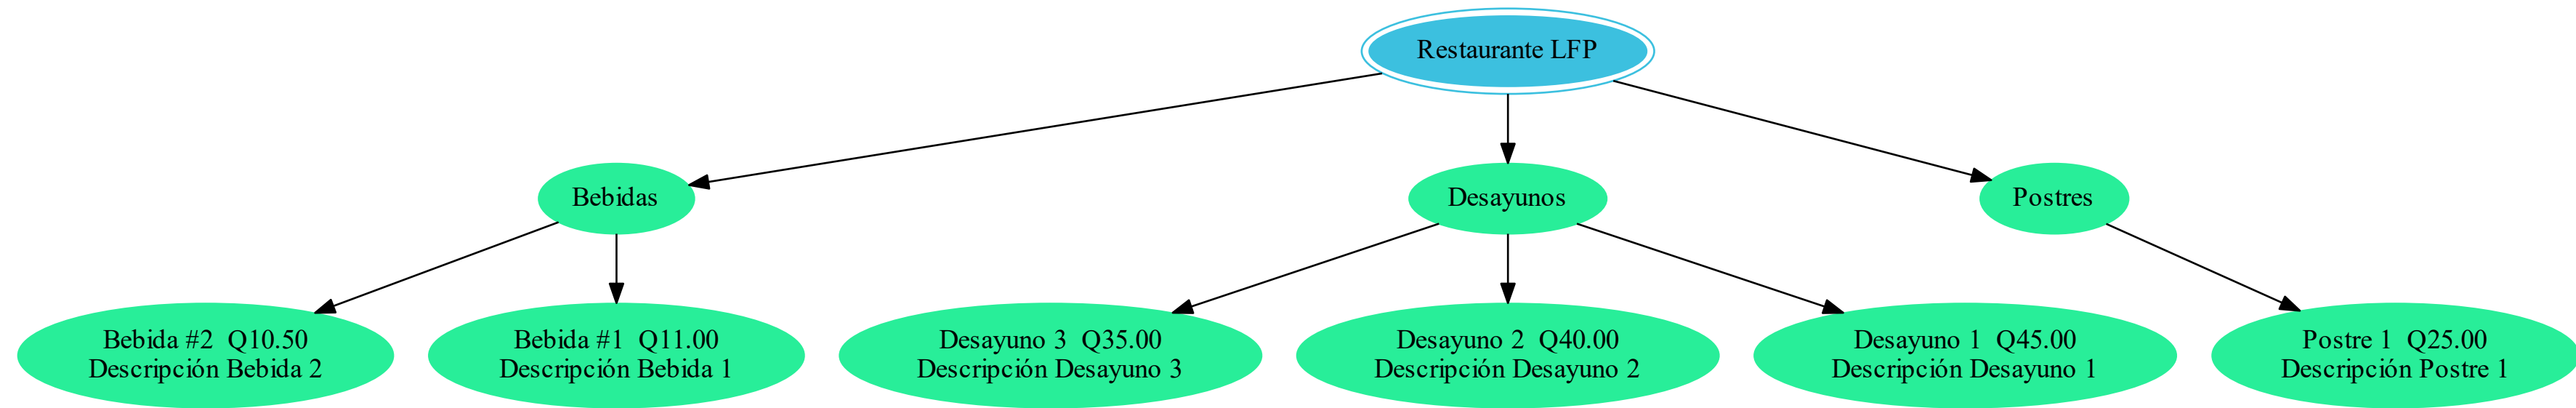 Restaurante LFP
Bebidas
Desayunos
Postres
Bebida #2  Q10.50
Descripción Bebida 2
Bebida #1  Q11.00
Descripción Bebida 1
Desayuno 3  Q35.00
Descripción Desayuno 3
Desayuno 2  Q40.00
Descripción Desayuno 2
Desayuno 1  Q45.00
Descripción Desayuno 1
Postre 1  Q25.00
Descripción Postre 1